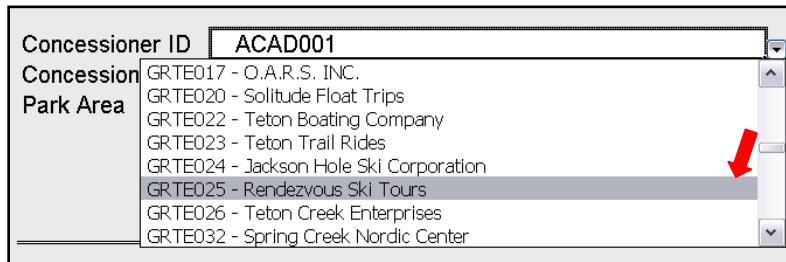 Concessioner ID ACAD001
Concession
Park Area
GRTE017 - O.A.R.S. INC.
GRTE020 - Solitude Float Trips
GRTE022 - Teton Boating Company
GRTE023 - Teton Trail Rides
GRTE024 - Jackson Hole Ski Corporation
GRTE025 - Rendezvous Ski Tours
GRTE026 - Teton Creek Enterprises
GRTE032 - Spring Creek Nordic Center